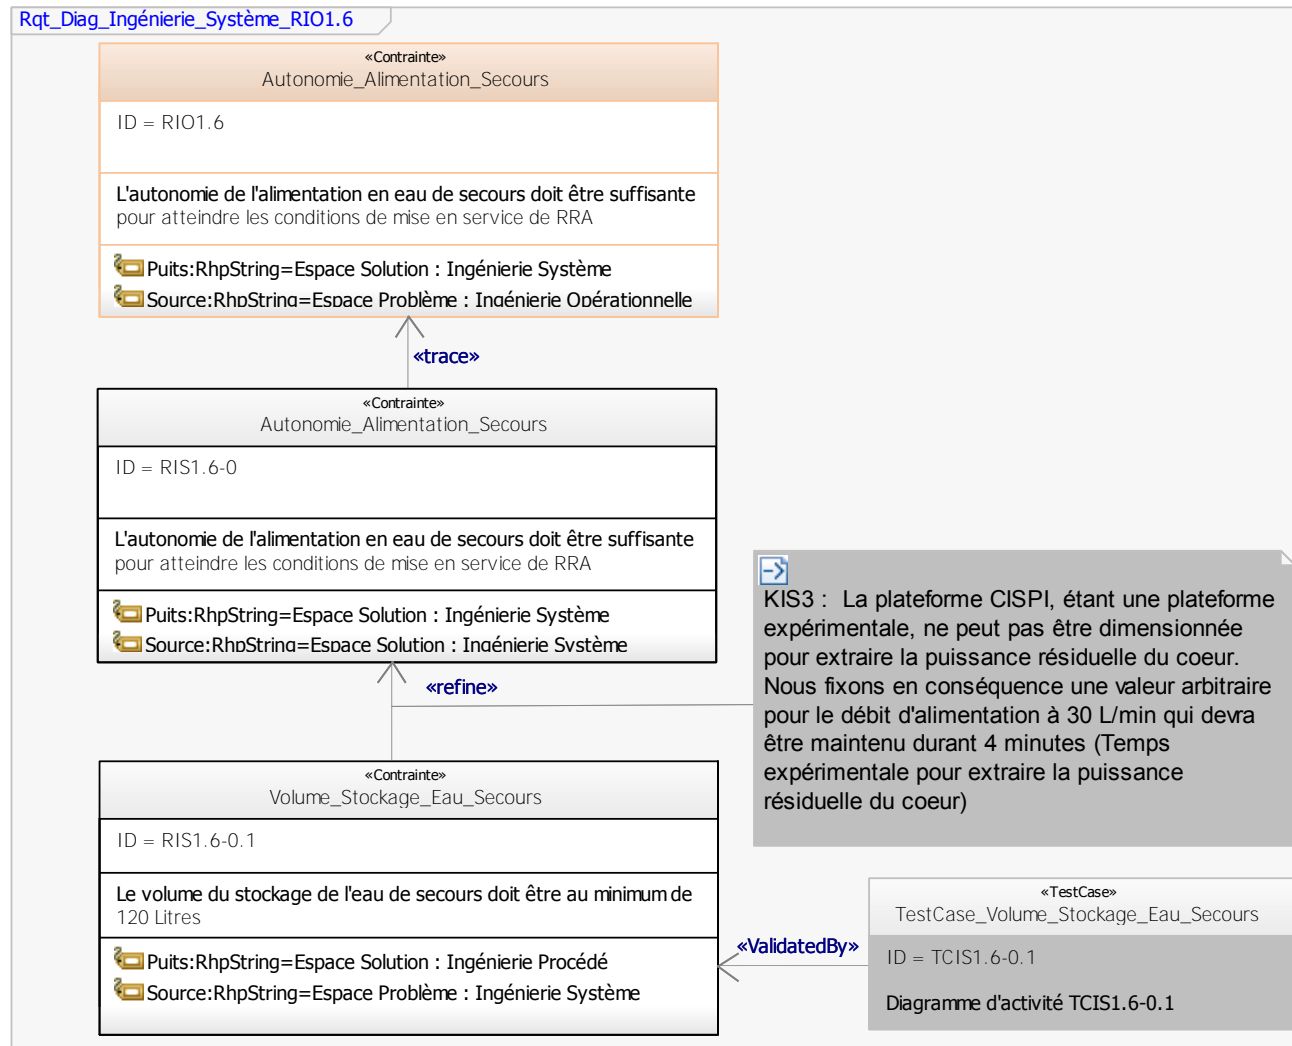 Rqt_Diag_Ingénierie_Système_RIO1.6
«Contrainte»
Autonomie_Alimentation_Secours
ID = RIO1.6
L'autonomie de l'alimentation en eau de secours doit être suffisante
pour atteindre les conditions de mise en service de RRA
Puits:RhpString=Espace Solution : Ingénierie Système
Source:RhpString=Espace Problème : Ingénierie Opérationnelle
«trace»
«Contrainte»
Autonomie_Alimentation_Secours
ID = RIS1.6-0
L'autonomie de l'alimentation en eau de secours doit être suffisante
pour atteindre les conditions de mise en service de RRA
Puits:RhpString=Espace Solution : Ingénierie Système
Source:RhpString=Espace Solution : Ingénierie Système
«refine»
KIS3 :  La plateforme CISPI, étant une plateforme
expérimentale, ne peut pas être dimensionnée
pour extraire la puissance résiduelle du coeur.
Nous fixons en conséquence une valeur arbitraire
pour le débit d'alimentation à 30 L/min qui devra
être maintenu durant 4 minutes (Temps
expérimentale pour extraire la puissance
résiduelle du coeur)
«Contrainte»
Volume_Stockage_Eau_Secours
ID = RIS1.6-0.1
Le volume du stockage de l'eau de secours doit être au minimum de
120 Litres
Puits:RhpString=Espace Solution : Ingénierie Procédé
Source:RhpString=Espace Problème : Ingénierie Système
«ValidatedBy»
«TestCase»
TestCase_Volume_Stockage_Eau_Secours
ID = TCIS1.6-0.1
Diagramme d'activité TCIS1.6-0.1